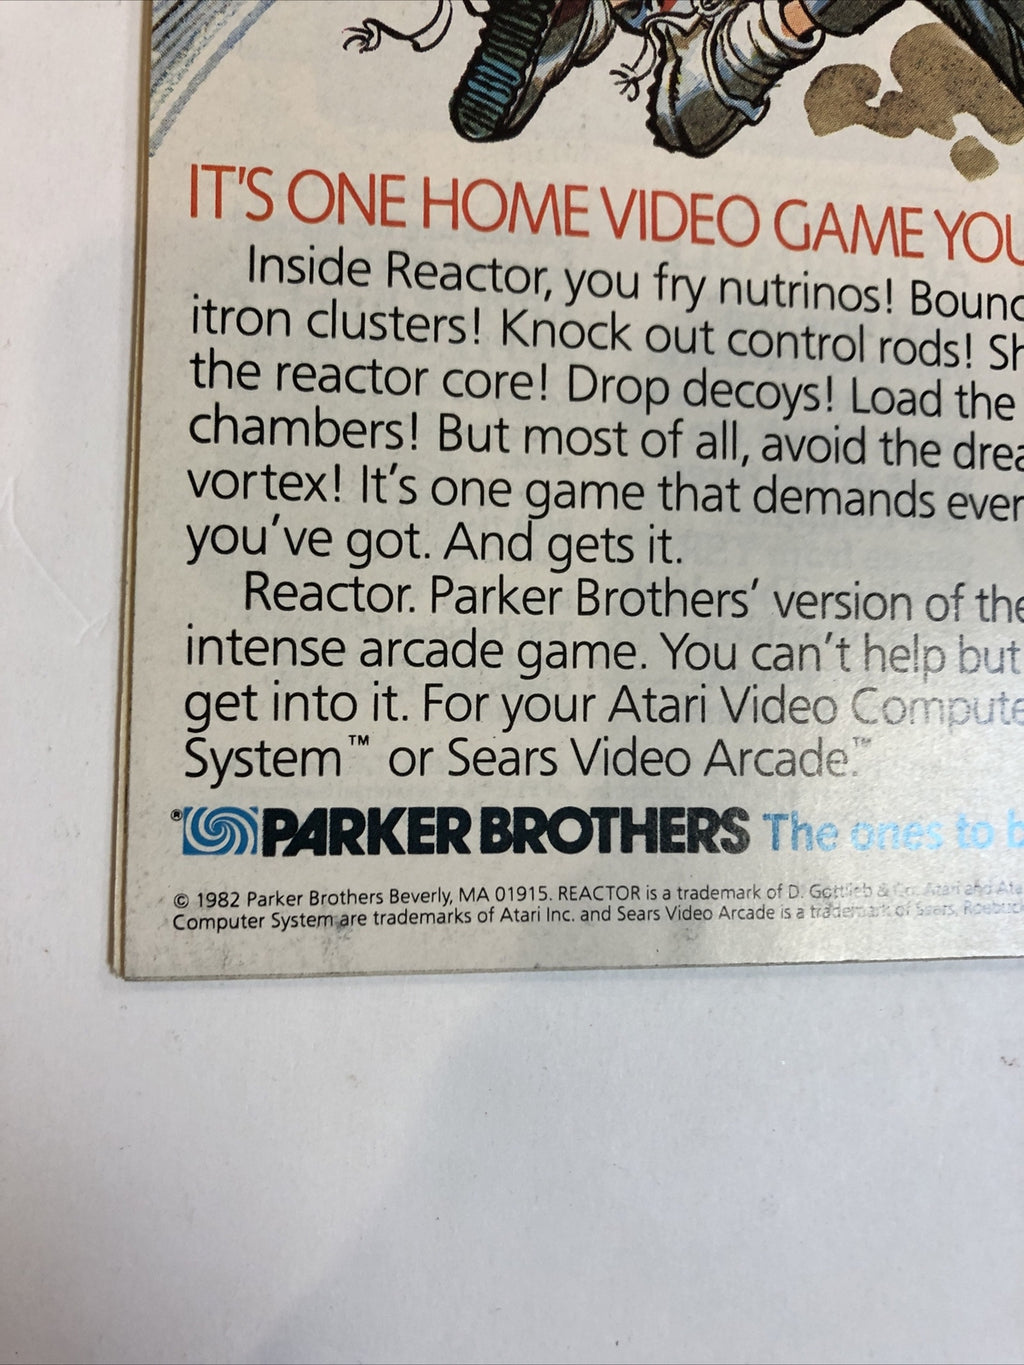 IT'S ONE HOME VIDEO GAME YOU
Inside Reactor, you fry nutrinos! Bounc
itron clusters! Knock out control rods! Sh
the reactor core! Drop decoys! Load the
chambers! But most of all, avoid the drea
vortex! It's one game that demands ever
you've got. And gets it.
Reactor. Parker Brothers' version of the
intense arcade game. You can't help but
get into it. For your Atari Video Compute
System™ or Sears Video Arcade.™
® PARKER BROTHERS The ones to b
© 1982 Parker Brothers Beverly, MA 01915. REACTOR is a trademark of D. Gottlieb & Co. Atari and Ata
Computer System are trademarks of Atari Inc. and Sears Video Arcade is a trademark of Sears, Roebuck